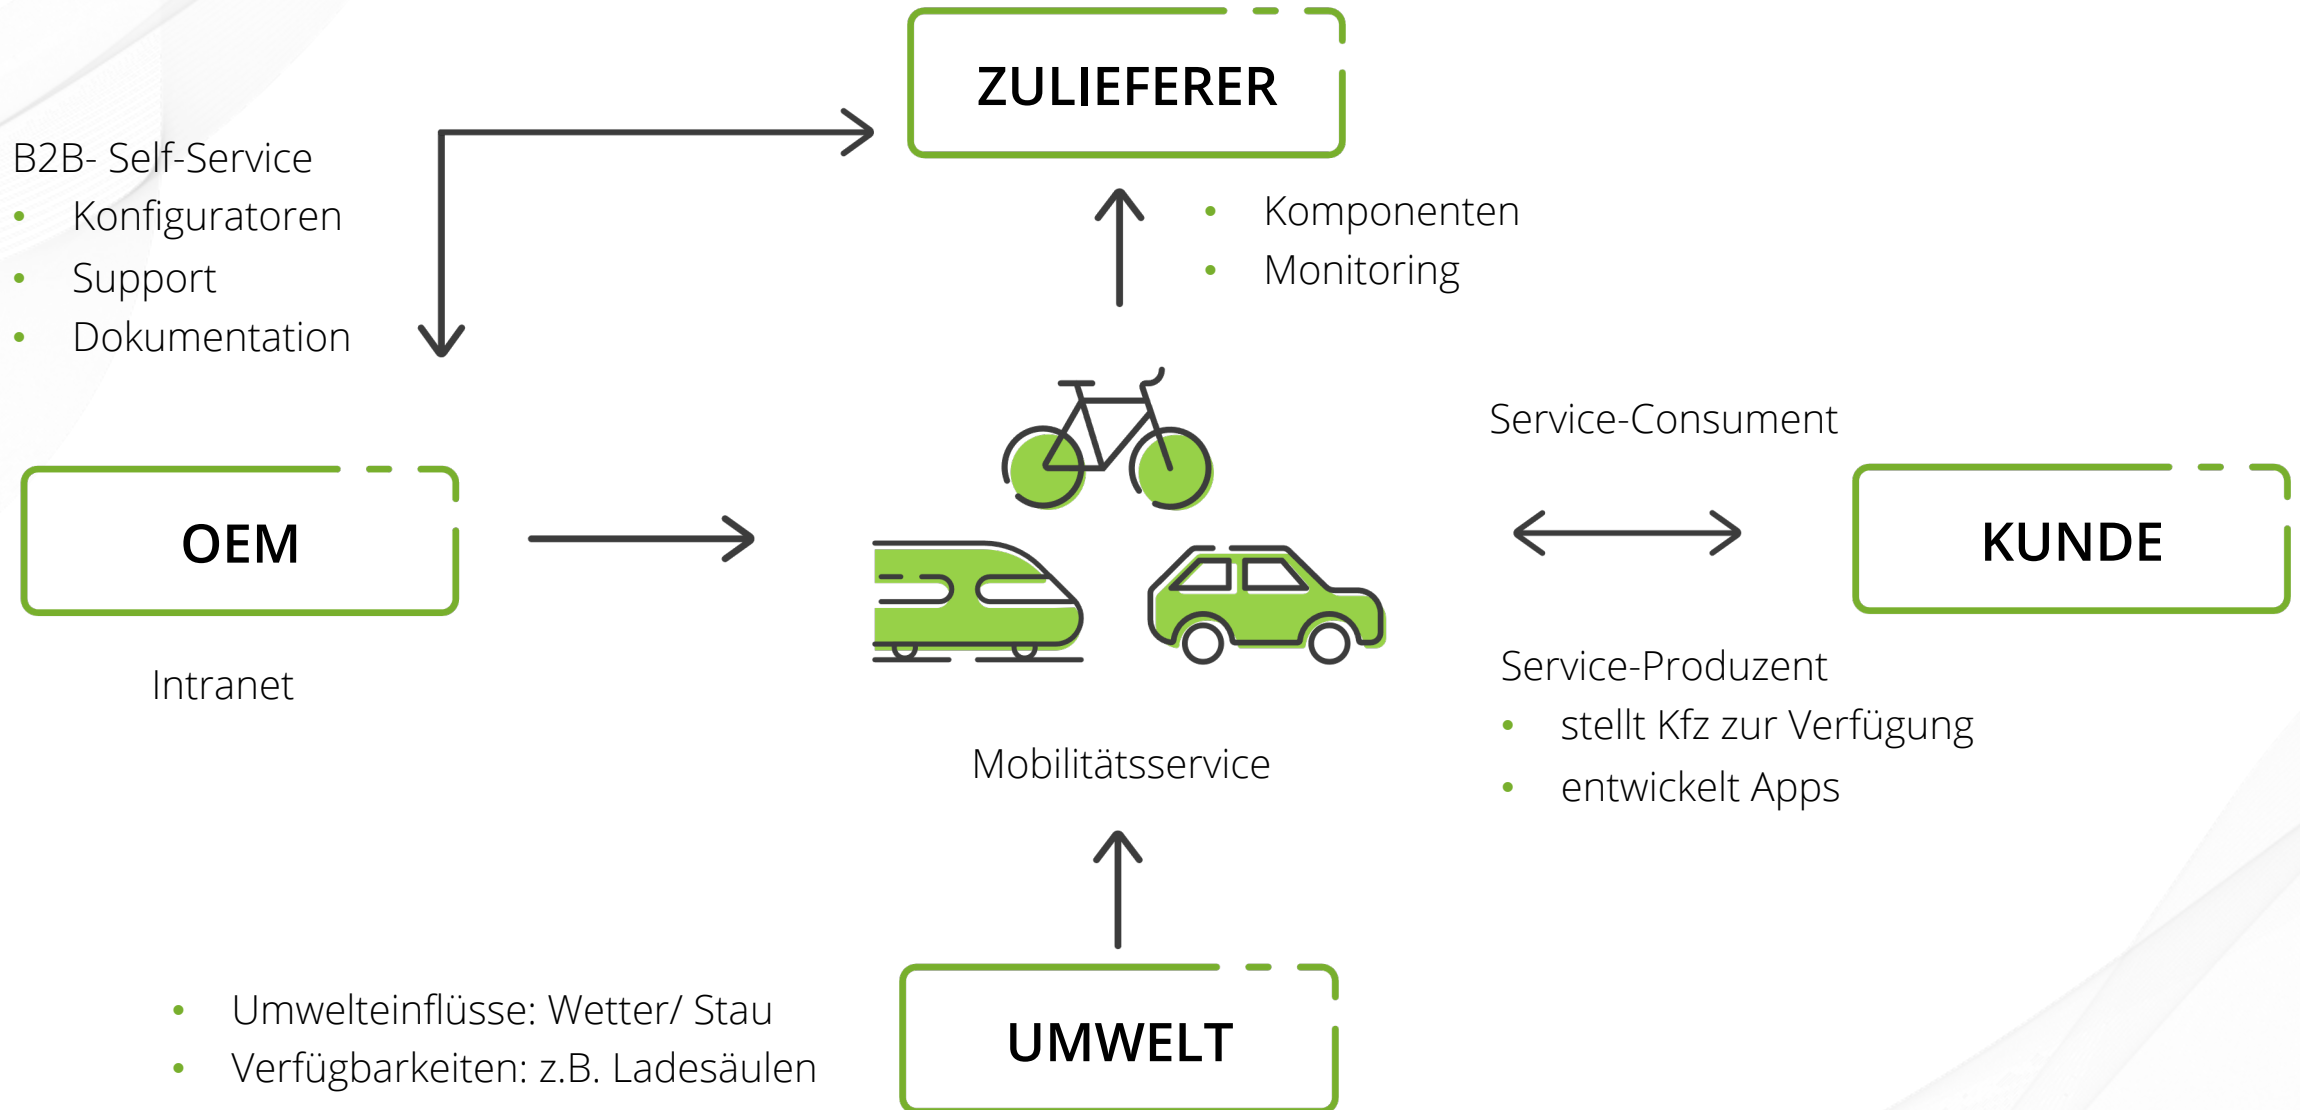 ZULIEFERER
B2B- Self-Service
• Konfiguratoren
• Support
• Dokumentation
• Komponenten
• Monitoring
Service-Consument
OEM
KUNDE
Intranet
Service-Produzent
• stellt Kfz zur Verfügung
• entwickelt Apps
Mobilitätsservice
• Umwelteinflüsse: Wetter/ Stau
• Verfügbarkeiten: z.B. Ladesäulen
UMWELT